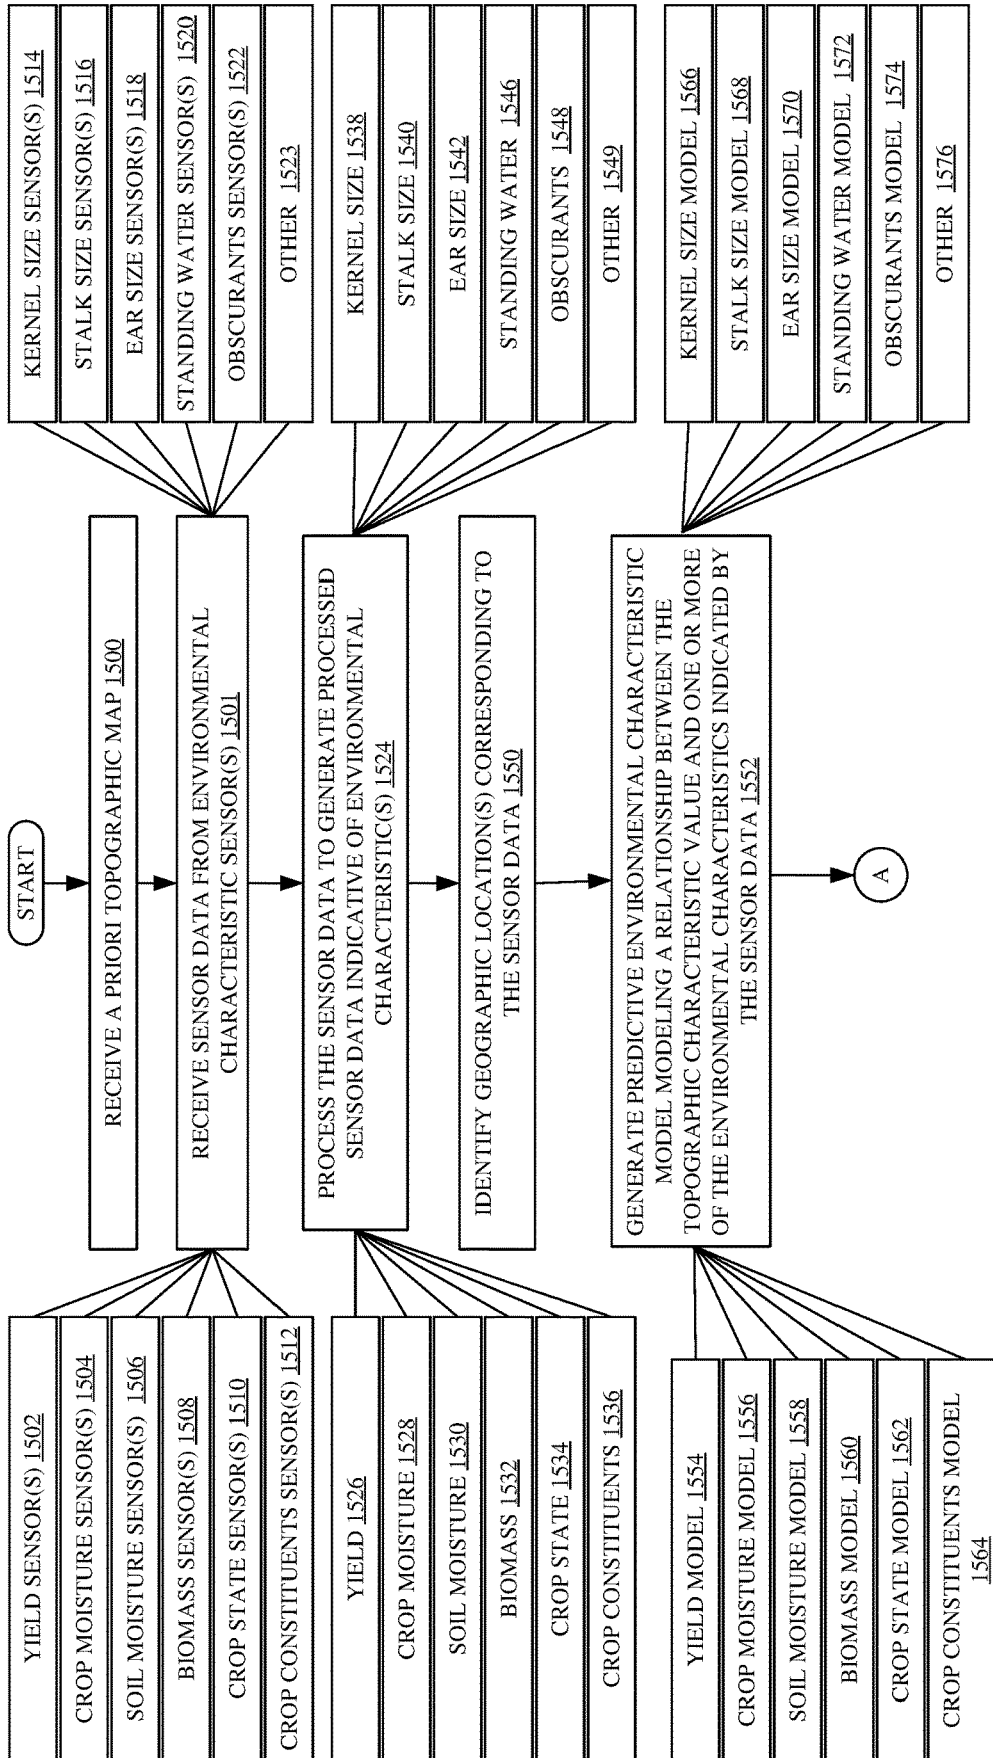 START
RECEIVE A PRIORI TOPOGRAPHIC MAP 1500
YIELD SENSOR(S) 1502
CROP MOISTURE SENSOR(S) 1504
SOIL MOISTURE SENSOR(S) 1506
BIOMASS SENSOR(S) 1508
CROP STATE SENSOR(S) 1510
CROP CONSTITUENTS SENSOR(S) 1512
RECEIVE SENSOR DATA FROM ENVIRONMENTAL
CHARACTERISTIC SENSOR(S) 1501
KERNEL SIZE SENSOR(S) 1514
STALK SIZE SENSOR(S) 1516
EAR SIZE SENSOR(S) 1518
STANDING WATER SENSOR(S) 1520
OBSCURANTS SENSOR(S) 1522
OTHER 1523
YIELD 1526
CROP MOISTURE 1528
SOIL MOISTURE 1530
BIOMASS 1532
CROP STATE 1534
CROP CONSTITUENTS 1536
PROCESS THE SENSOR DATA TO GENERATE PROCESSED
SENSOR DATA INDICATIVE OF ENVIRONMENTAL
CHARACTERISTIC(S) 1524
KERNEL SIZE 1538
STALK SIZE 1540
EAR SIZE 1542
STANDING WATER 1546
OBSCURANTS 1548
OTHER 1549
IDENTIFY GEOGRAPHIC LOCATION(S) CORRESPONDING TO
THE SENSOR DATA 1550
YIELD MODEL 1554
CROP MOISTURE MODEL 1556
SOIL MOISTURE MODEL 1558
BIOMASS MODEL 1560
CROP STATE MODEL 1562
CROP CONSTITUENTS MODEL
1564
GENERATE PREDICTIVE ENVIRONMENTAL CHARACTERISTIC
MODEL MODELING A RELATIONSHIP BETWEEN THE
TOPOGRAPHIC CHARACTERISTIC VALUE AND ONE OR MORE
OF THE ENVIRONMENTAL CHARACTERISTICS INDICATED BY
THE SENSOR DATA 1552
KERNEL SIZE MODEL 1566
STALK SIZE MODEL 1568
EAR SIZE MODEL 1570
STANDING WATER MODEL 1572
OBSCURANTS MODEL 1574
OTHER 1576
A